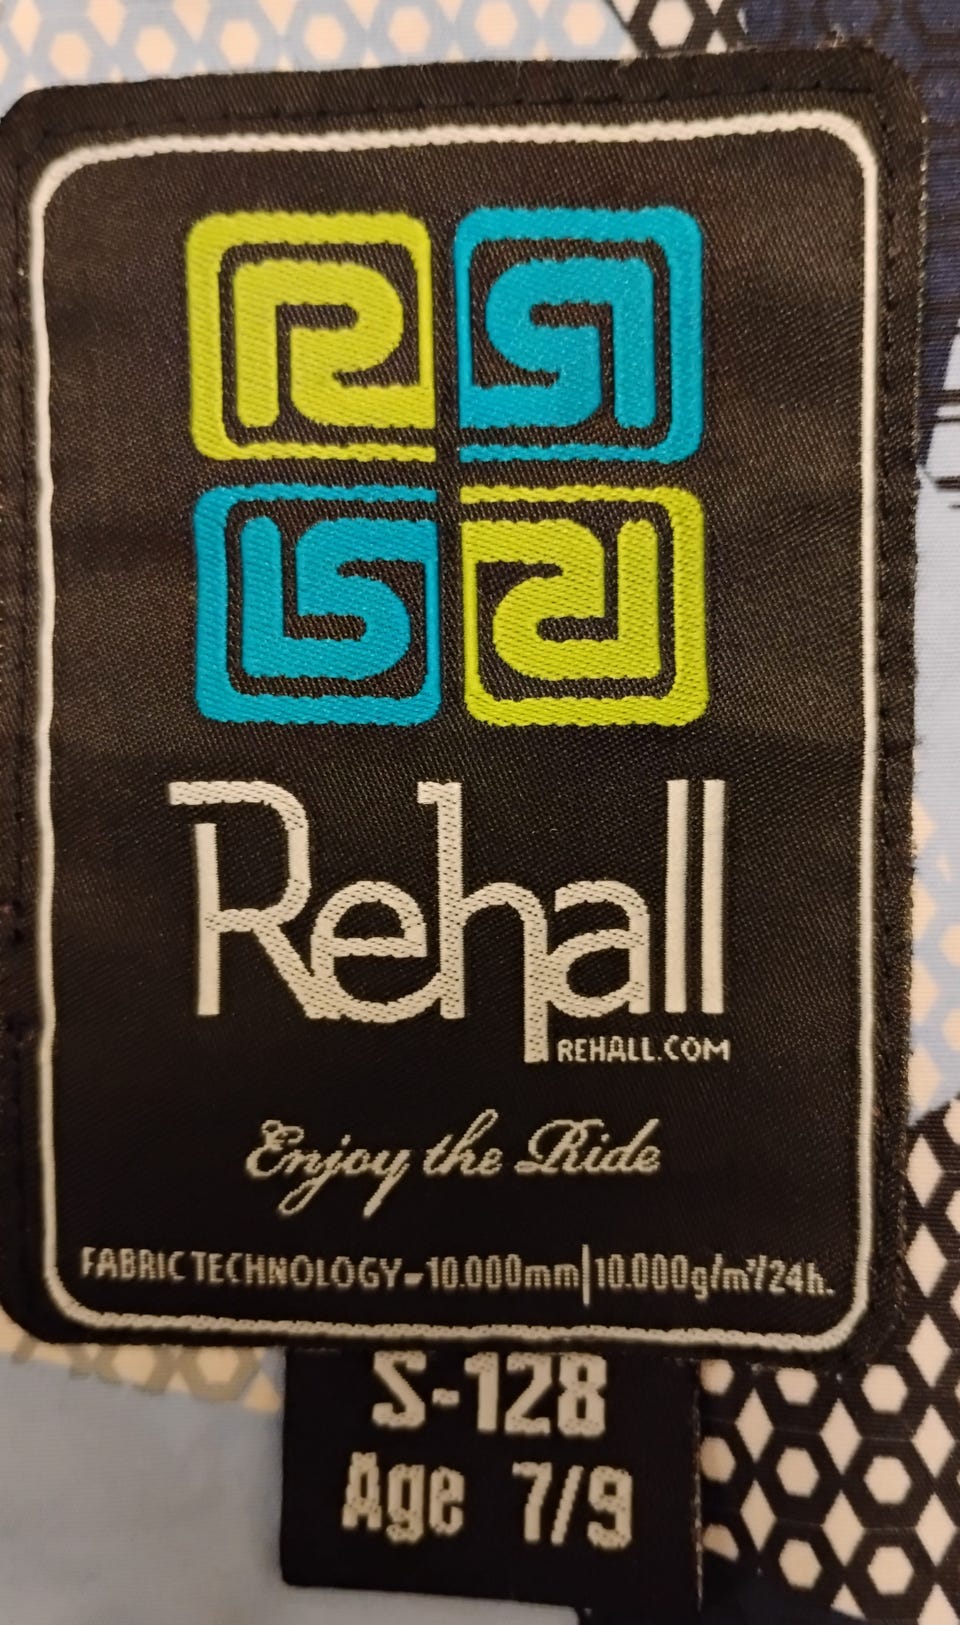 Rehall
REHALL.COM
Enjoy the Ride
FABRIC TECHNOLOGY-10.000mm|10.000g/m²/24h.
S-128
Age 7/9